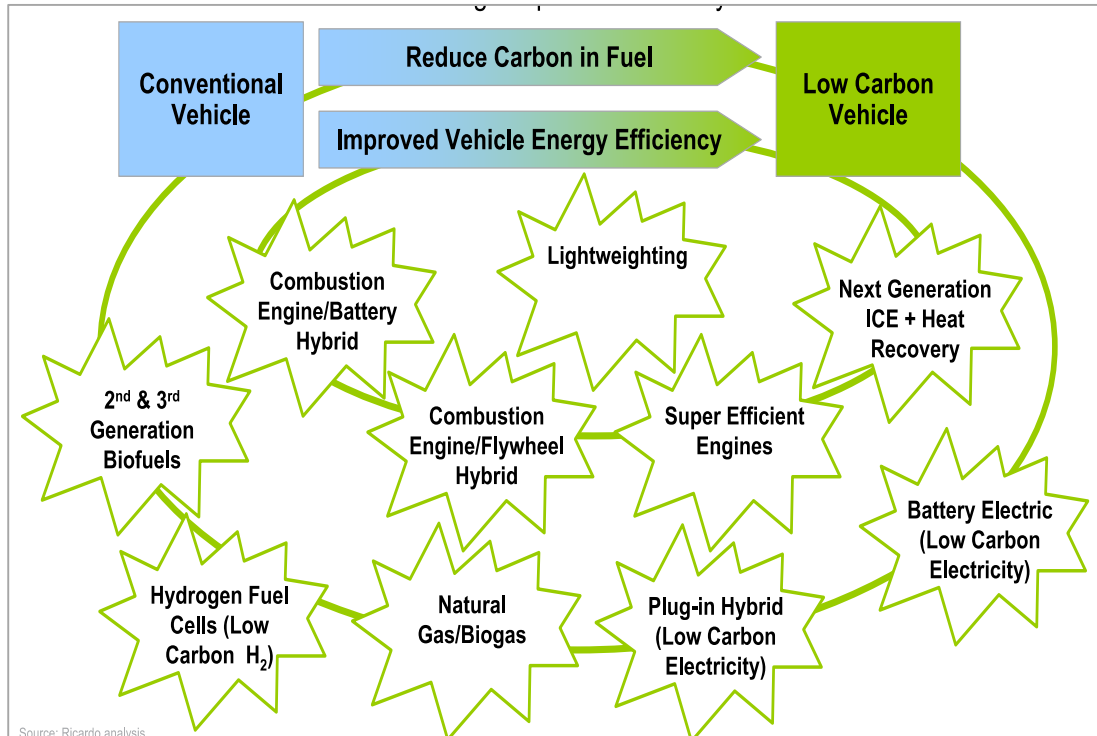 Conventional
Vehicle
Reduce Carbon in Fuel
Improved Vehicle Energy Efficiency
Low Carbon
Vehicle
Combustion
Engine/Battery
Hybrid
Lightweighting
Next Generation
ICE + Heat
Recovery
2nd & 3rd
Generation
Biofuels
Combustion
Engine/Flywheel
Hybrid
Super Efficient
Engines
Battery Electric
(Low Carbon
Electricity)
Hydrogen Fuel
Cells (Low
Carbon H2)
Natural
Gas/Biogas
Plug-in Hybrid
(Low Carbon
Electricity)
Source: Ricardo analysis